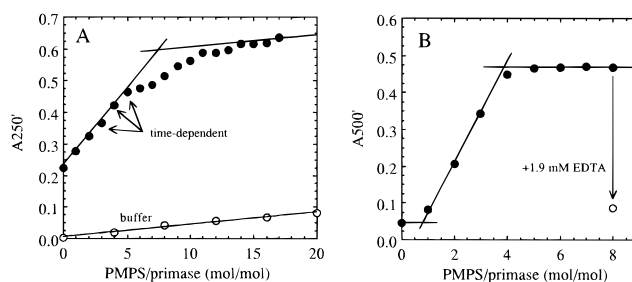 A
0.7
0.6
0.5
0.4
0.3
0.2
0.1
0.0
A250'
time-dependent
buffer
0 5 10 15 20
PMPS/primase (mol/mol)
B
0.6
0.5
0.4
0.3
0.2
0.1
0.0
A500'
+1.9 mM EDTA
0 2 4 6 8
PMPS/primase (mol/mol)